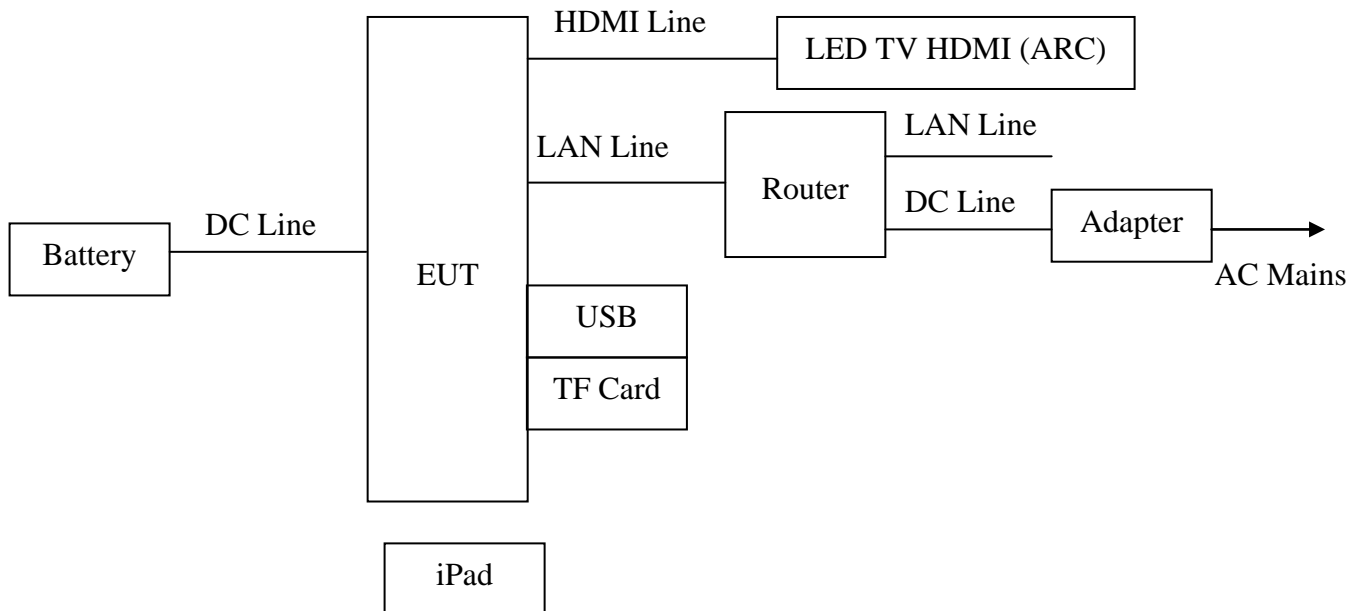 HDMI Line
LED TV HDMI (ARC)
LAN Line
LAN Line
Router
DC Line
Adapter
AC Mains
Battery
DC Line
EUT
USB
TF Card
iPad